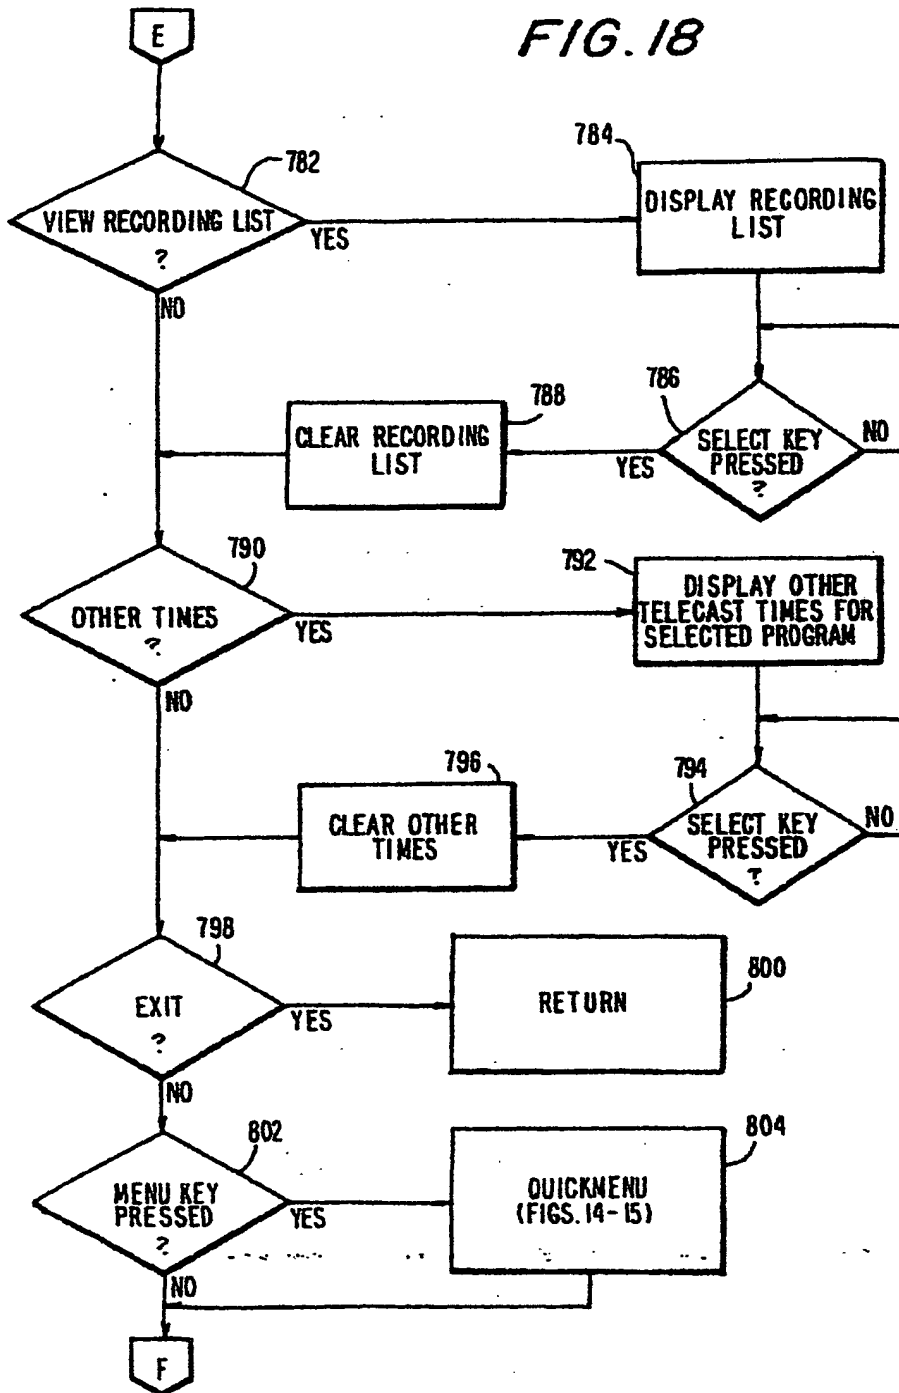 E
FIG. 18
782
VIEW RECORDING LIST
?
YES
NO
784
DISPLAY RECORDING
LIST
786
SELECT KEY
PRESSED
?
NO
YES
788
CLEAR RECORDING
LIST
790
OTHER TIMES
?
YES
NO
792
DISPLAY OTHER
TELECAST TIMES FOR
SELECTED PROGRAM
794
SELECT KEY
PRESSED
?
NO
YES
796
CLEAR OTHER
TIMES
798
EXIT
?
YES
NO
800
RETURN
802
MENU KEY
PRESSED
?
YES
NO
804
QUICKMENU
(FIGS. 14-15)
F